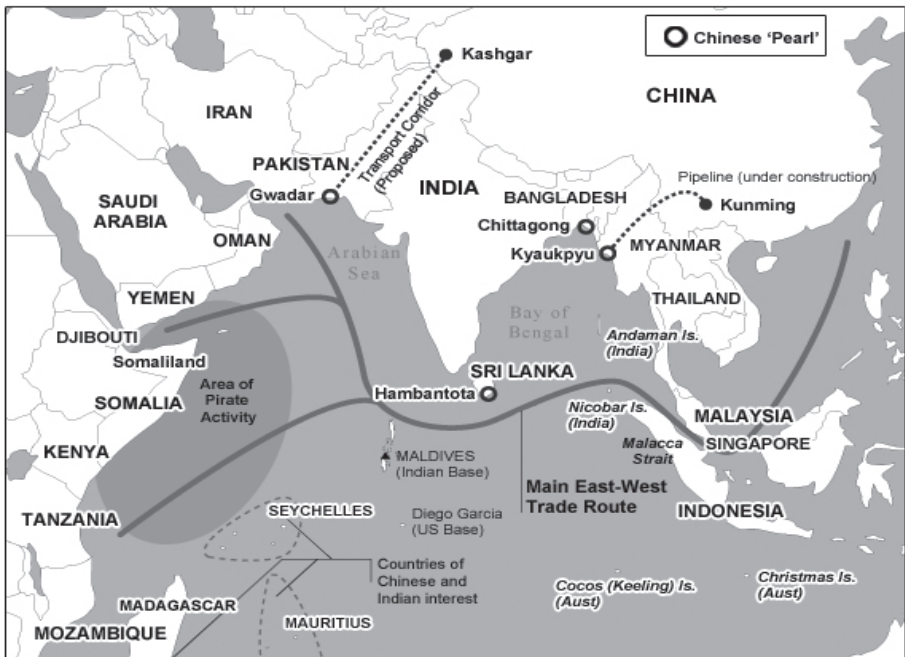 Chinese 'Pearl'
Kashgar
CHINA
IRAN
Transport Corridor
(Proposed)
PAKISTAN
Gwadar
INDIA
BANGLADESH
Pipeline (under construction)
Kunming
SAUDI
ARABIA
Chittagong
OMAN
Kyaukpyu
MYANMAR
Arabian
Sea
YEMEN
THAILAND
Bay of
Bengal
DJIBOUTI
Andaman Is.
(India)
Somaliland
SRI LANKA
Area of
Pirate
Activity
Hambantota
SOMALIA
Nicobar Is.
(India)
MALAYSIA
SINGAPORE
Malacca
Strait
KENYA
MALDIVES
(Indian Base)
Main East-West
Trade Route
SEYCHELLES
Diego Garcia
(US Base)
INDONESIA
TANZANIA
Countries of
Chinese and
Indian interest
Cocos (Keeling) Is.
(Aust)
Christmas Is.
(Aust)
MADAGASCAR
MAURITIUS
MOZAMBIQUE